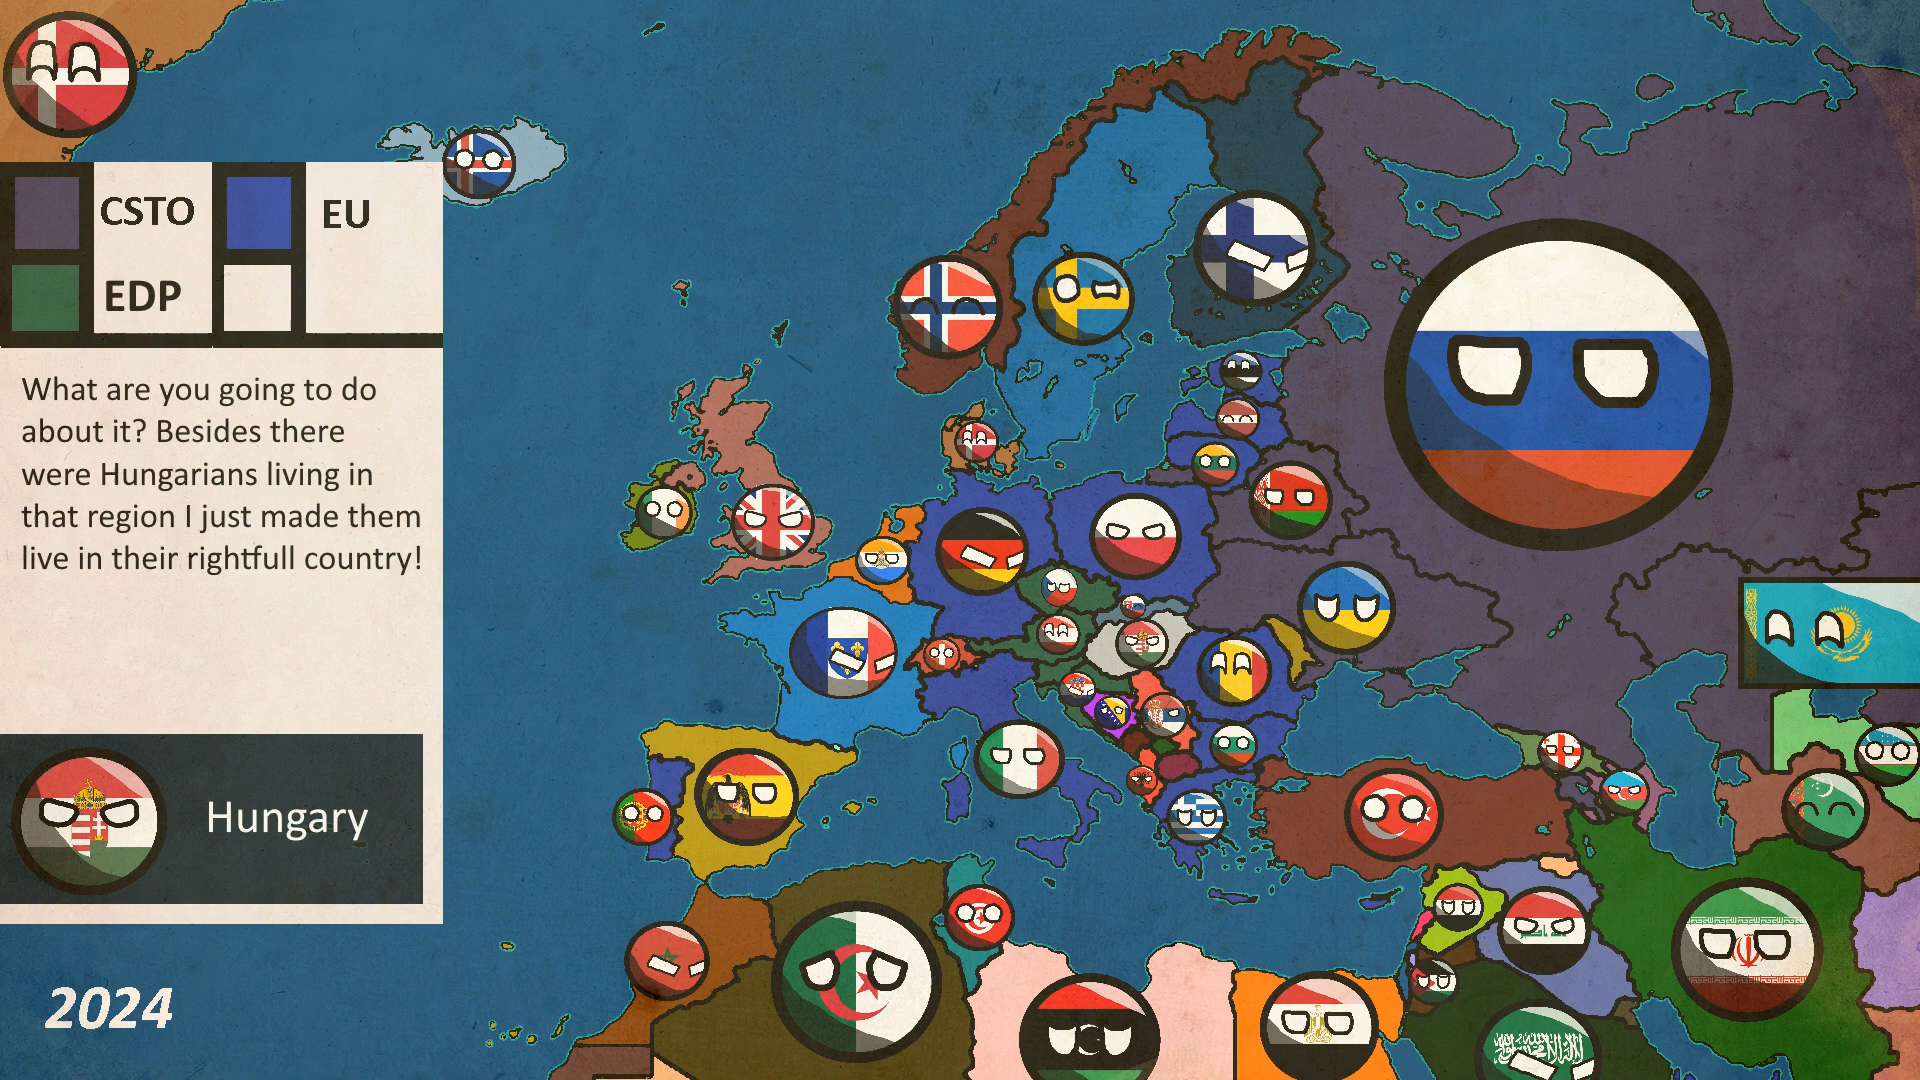 CSTO EU
EDP
What are you going to do
about it? Besides there
were Hungarians living in
that region I just made them
live in their rightfull country!
Hungary
2024